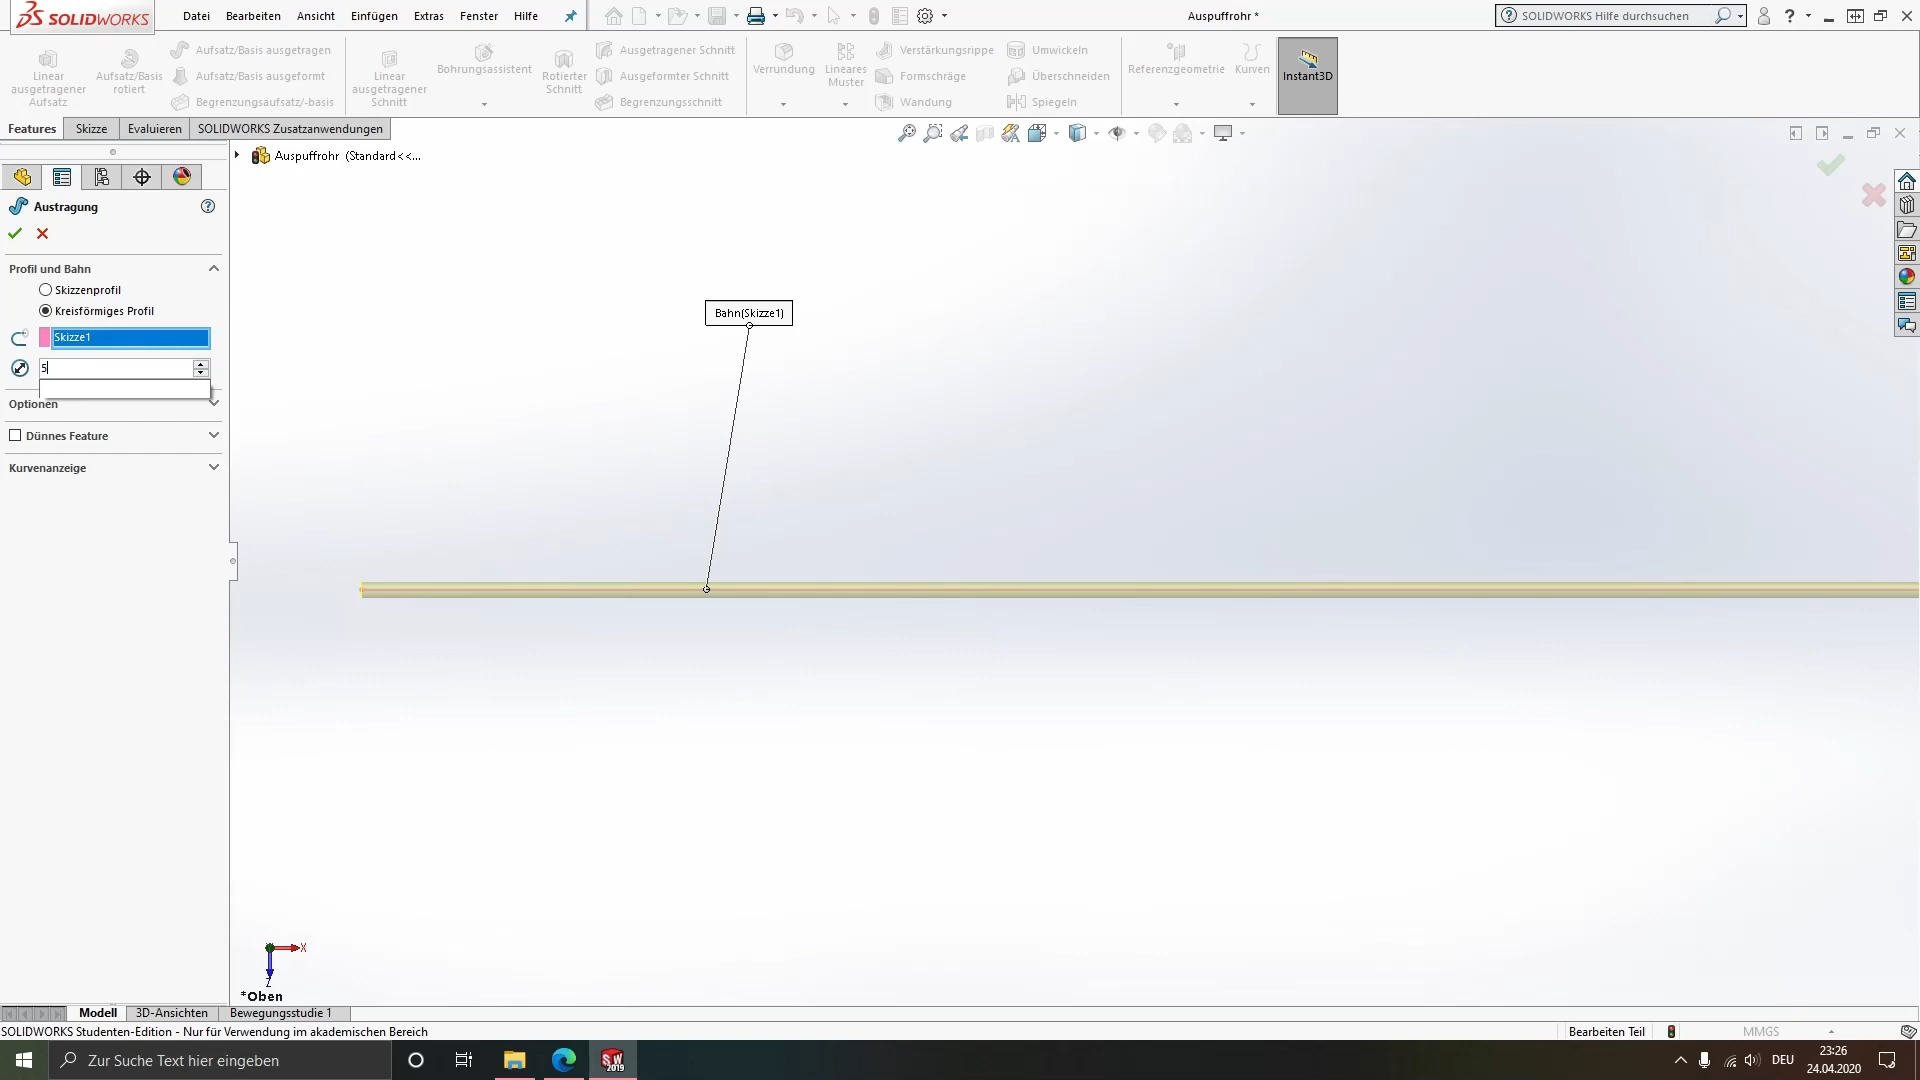 SOLIDWORKS
Datei Bearbeiten Ansicht Einfügen Extras Fenster Hilfe
Auspuffrohr *
SOLIDWORKS Hilfe durchsuchen
Linear ausgetragener Aufsatz
Aufsatz/Basis rotiert
Aufsatz/Basis ausgetragen
Aufsatz/Basis ausgeformt
Begrenzungsaufsatz/-basis
Linear ausgetragener Schnitt
Bohrungsassistent
Rotierter Schnitt
Ausgetragener Schnitt
Ausgeformter Schnitt
Begrenzungsschnitt
Verrundung
Lineares Muster
Verstärkungsrippe
Formschräge
Wandung
Umwickeln
Überschneiden
Spiegeln
Referenzgeometrie
Kurven
Instant3D
Features Skizze Evaluieren SOLIDWORKS Zusatzanwendungen
Auspuffrohr (Standard<<...
Austragung
Profil und Bahn
Skizzenprofil
Kreisförmiges Profil
Skizze1
5
Optionen
Dünnes Feature
Kurvenanzeige
Bahn(Skizze1)
X
Z
*Oben
Modell 3D-Ansichten Bewegungsstudie 1
SOLIDWORKS Studenten-Edition - Nur für Verwendung im akademischen Bereich
Bearbeiten Teil
MMGS
Zur Suche Text hier eingeben
SW 2019
DEU
23:26
24.04.2020